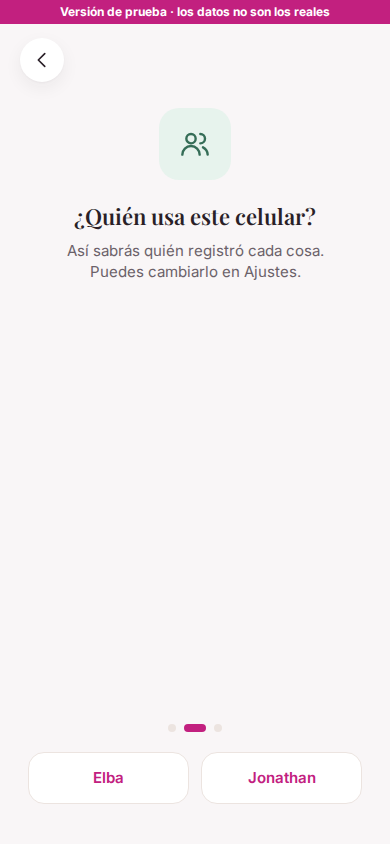 Versión de prueba · los datos no son los reales
¿Quién usa este celular?
Así sabrás quién registró cada cosa.
Puedes cambiarlo en Ajustes.
Elba
Jonathan